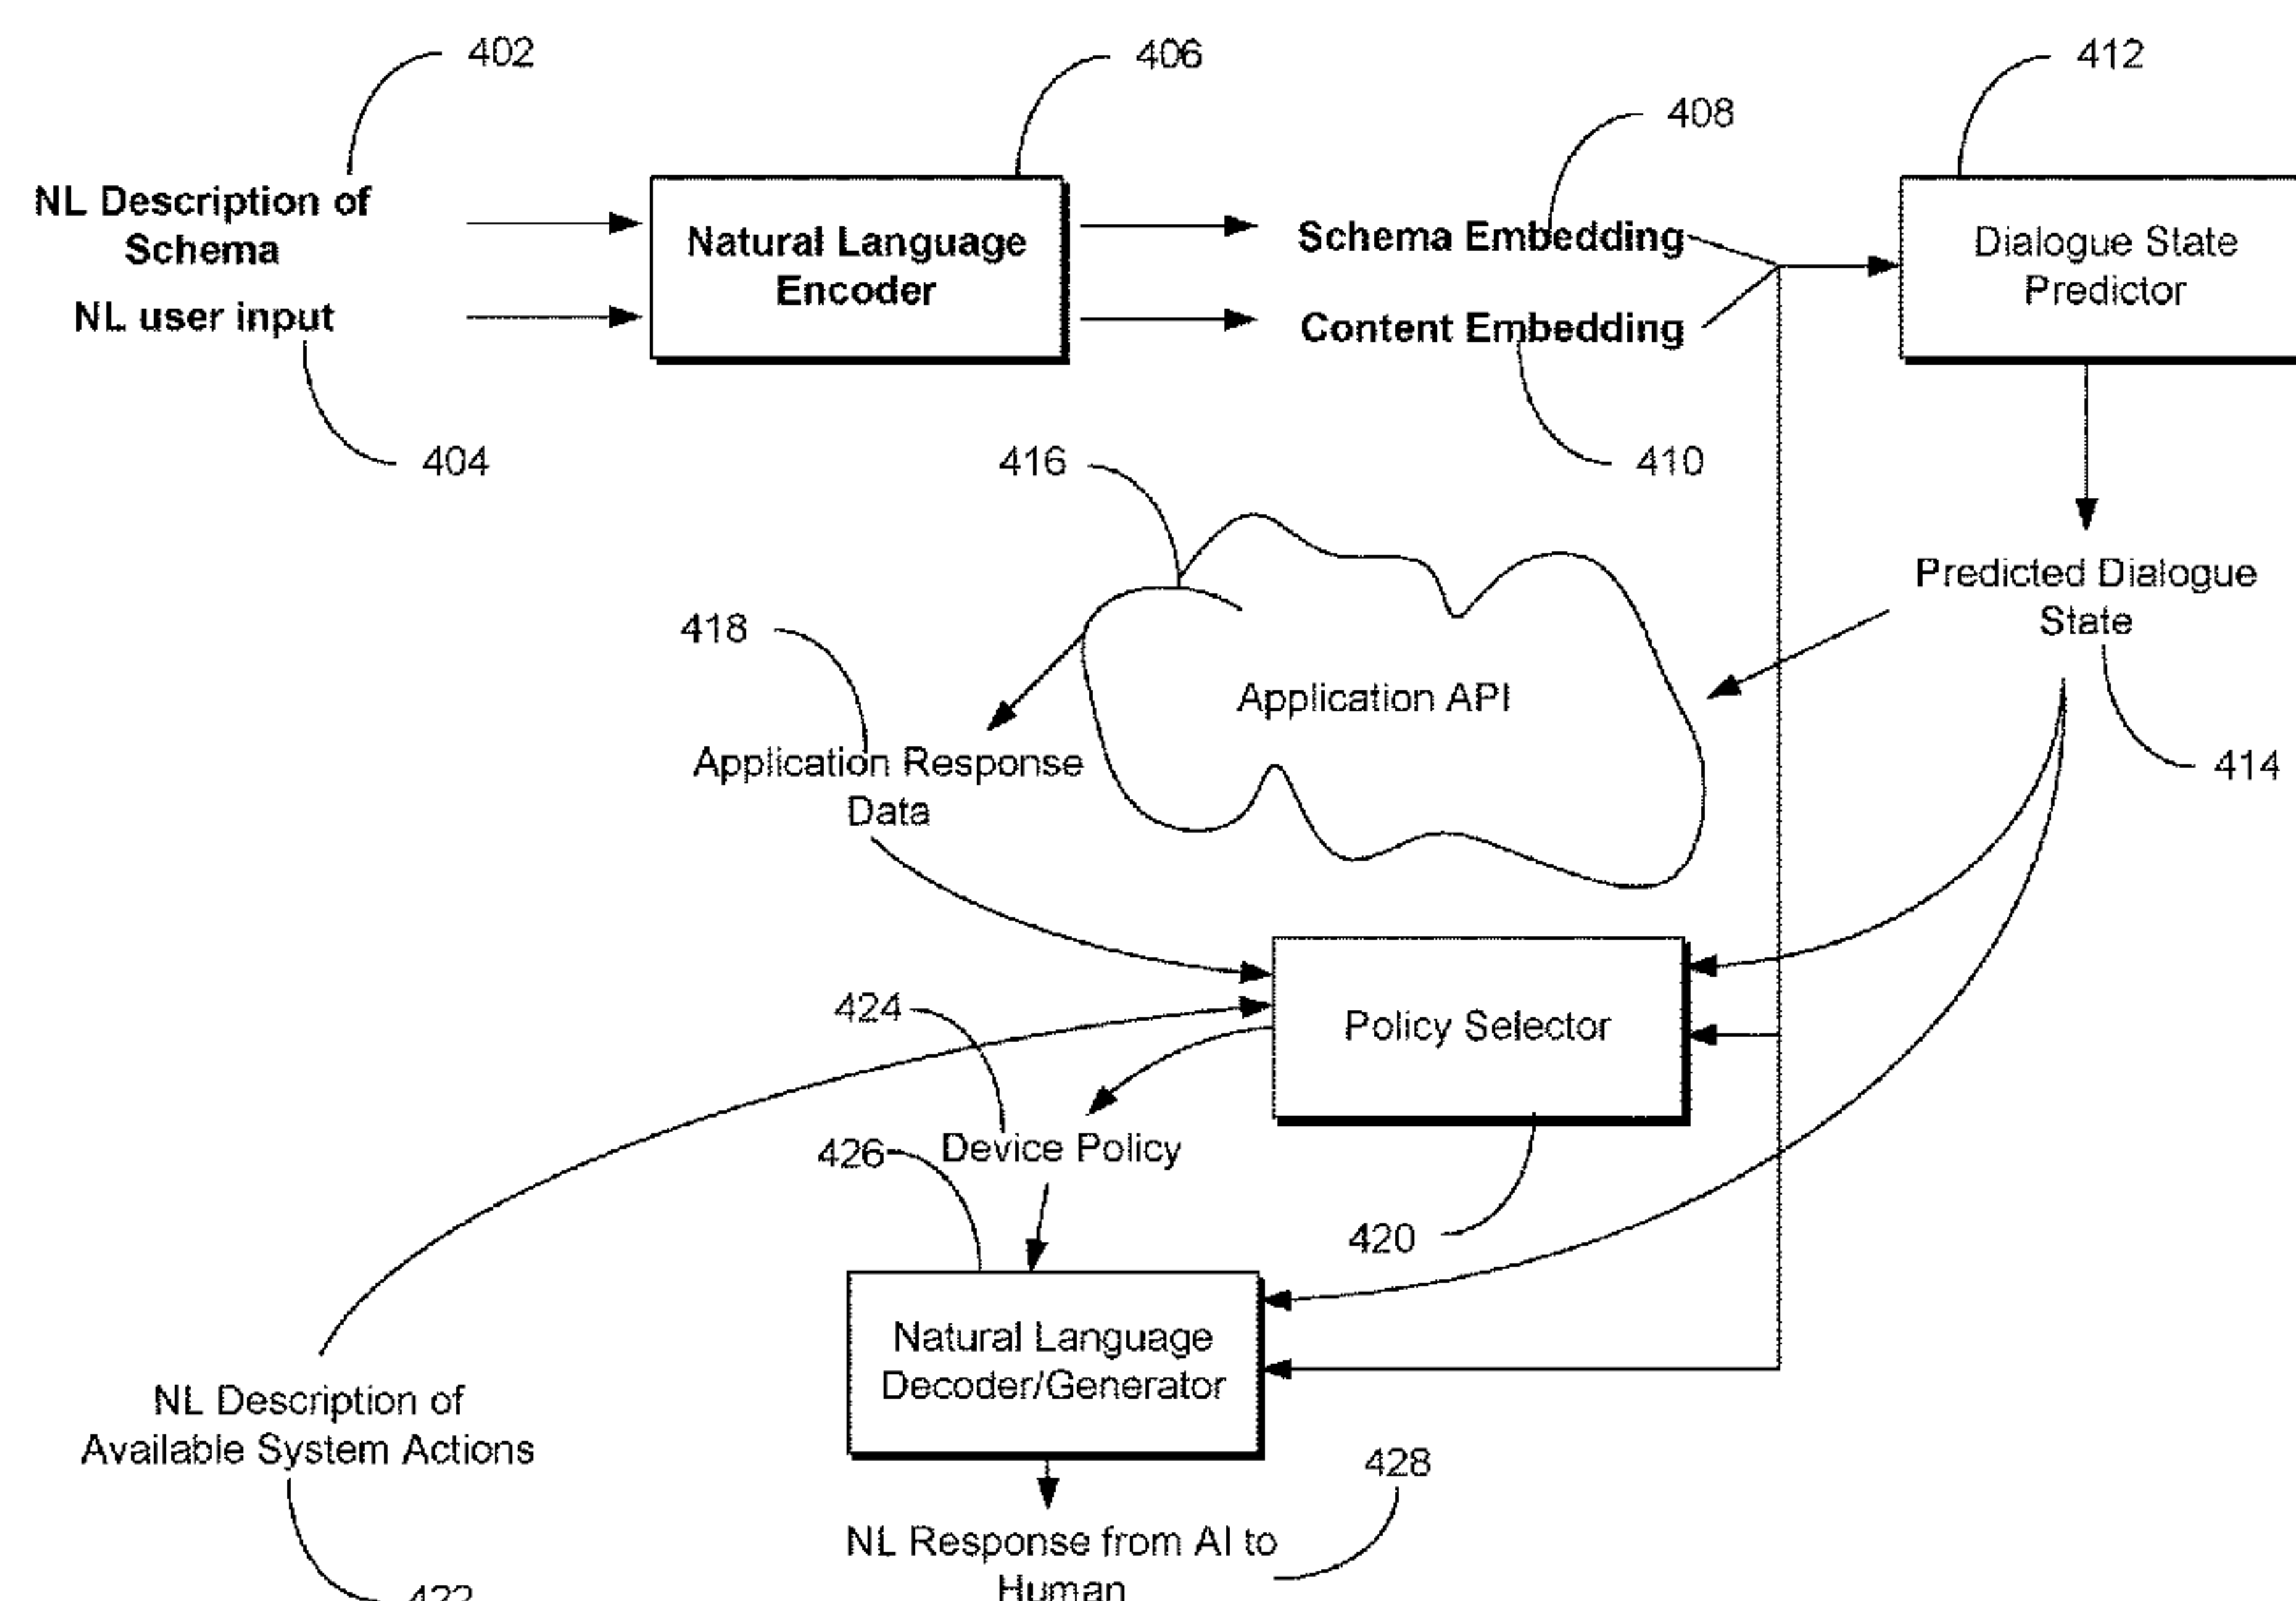 402
406
412
408
NL Description of
Schema
NL user input
Natural Language
Encoder
Schema Embedding
Content Embedding
Dialogue State
Predictor
404
416
410
Predicted Dialogue
State
418
Application API
414
Application Response
Data
424
Policy Selector
426
Device Policy
420
Natural Language
Decoder/Generator
NL Description of
Available System Actions
428
NL Response from AI to
Human
422